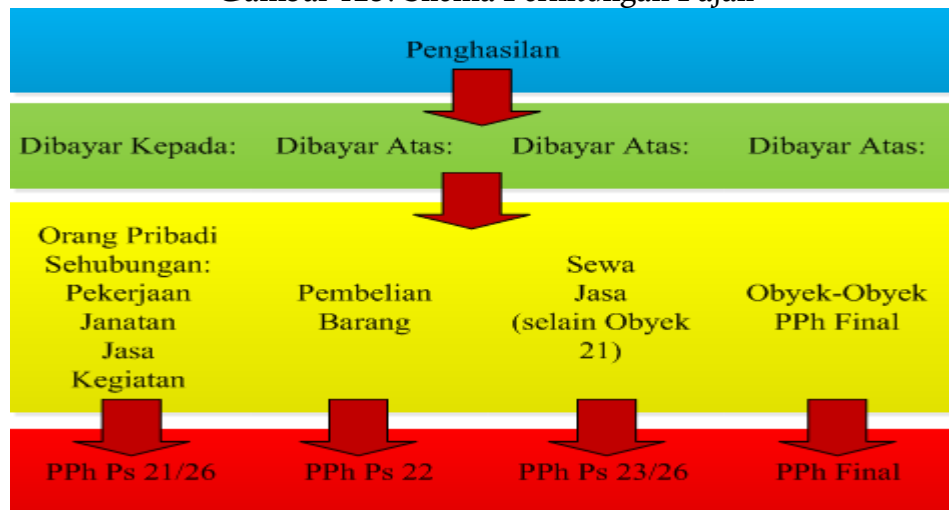 Penghasilan
Dibayar Kepada:
Dibayar Atas:
Dibayar Atas:
Dibayar Atas:
Orang Pribadi
Sehubungan:
Pekerjaan
Janatan
Jasa
Kegiatan
Pembelian
Barang
Sewa
Jasa
(selain Obyek
21)
Obyek-Obyek
PPh Final
PPh Ps 21/26
PPh Ps 22
PPh Ps 23/26
PPh Final